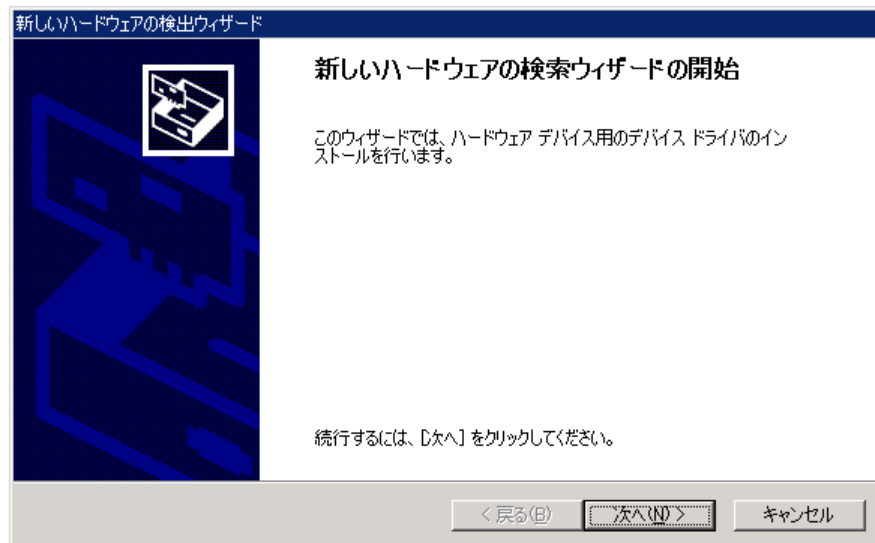 新しいハードウェアの検出ウィザード
新しいハードウェアの検索ウィザードの開始
このウィザードでは、ハードウェア デバイス用のデバイス ドライバのイン
ストールを行います。
続行するには、[次へ] をクリックしてください。
< 戻る(B)
次へ(N) >
キャンセル